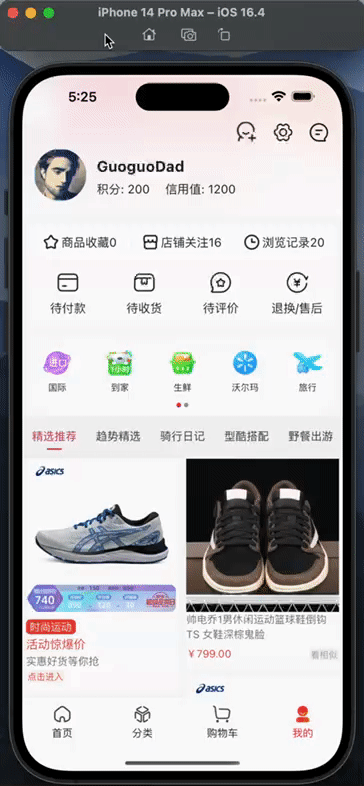 iPhone 14 Pro Max – iOS 16.4
5:25
GuoguoDad
积分: 200 信用值: 1200
商品收藏0 店铺关注16 浏览记录20
待付款 待收货 待评价 退换/售后
进口 1小时
国际 到家 生鲜 沃尔玛 旅行
精选推荐 趋势精选 骑行日记 型酷搭配 野餐出游
asics
740
时尚运动
活动惊爆价
实惠好货等你抢
点击进入
帅电乔1男休闲运动篮球鞋倒钩
TS 女鞋深棕鬼脸
¥799.00 看相似
asics
首页 分类 购物车 我的